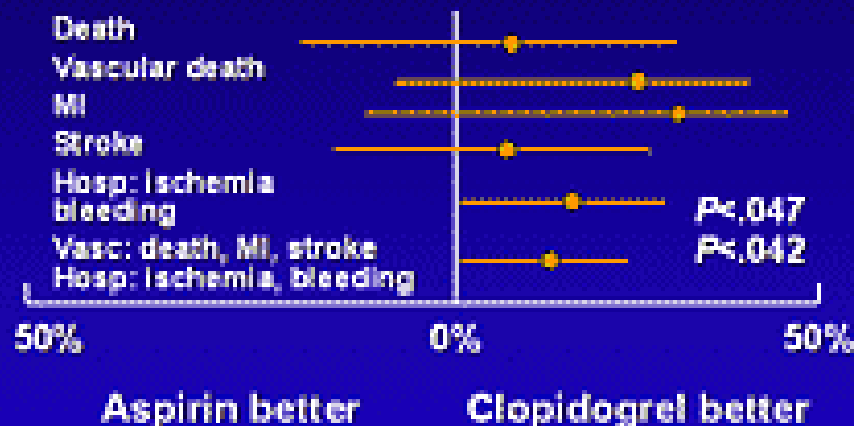 Death
Vascular death
MI
Stroke
Hosp: ischemia
bleeding
P<.047
Vasc: death, MI, stroke
P<.042
Hosp: ischemia, bleeding
50%
0%
50%
Aspirin better
Clopidogrel better